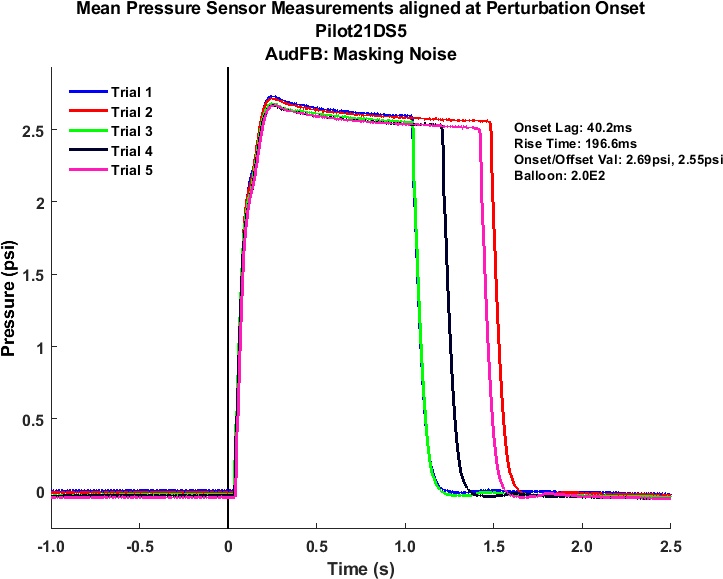 Mean Pressure Sensor Measurements aligned at Perturbation Onset
Pilot21DS5
AudFB: Masking Noise
Trial 1
Trial 2
Trial 3
Trial 4
Trial 5
Onset Lag: 40.2ms
Rise Time: 196.6ms
Onset/Offset Val: 2.69psi, 2.55psi
Balloon: 2.0E2
Pressure (psi)
2.5
2
1.5
1
0.5
0
-1.0 -0.5 0 0.5 1.0 1.5 2.0 2.5
Time (s)